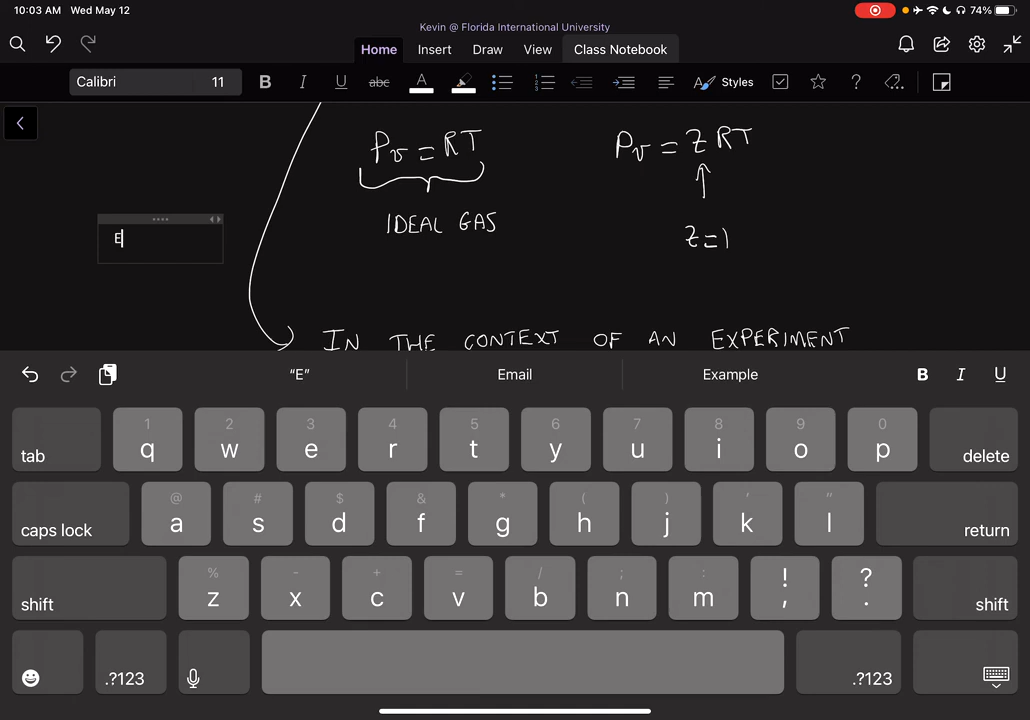 10:03 AM Wed May 12
74%
Kevin @ Florida International University
Home Insert Draw View Class Notebook
Calibri 11 B I U abc A Styles ?
Pv = RT
Pv = ZRT
IDEAL GAS
Z=1
E
IN THE CONTEXT OF AN EXPERIMENT
“E” Email Example B I U
1 2 3 4 5 6 7 8 9 0
tab q w e r t y u i o p delete
@ # $ & * ( ) ' "
caps lock a s d f g h j k l return
% - + = / ; : ! ?
shift z x c v b n m , . shift
.?123 .?123